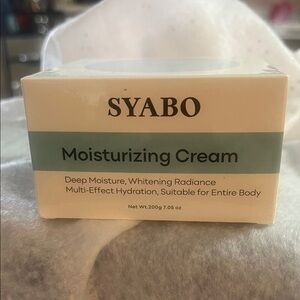 SYABO
Moisturizing Cream
Deep Moisture, Whitening Radiance
Multi-Effect Hydration, Suitable for Entire Body
Net Wt.200g 7.05 oz